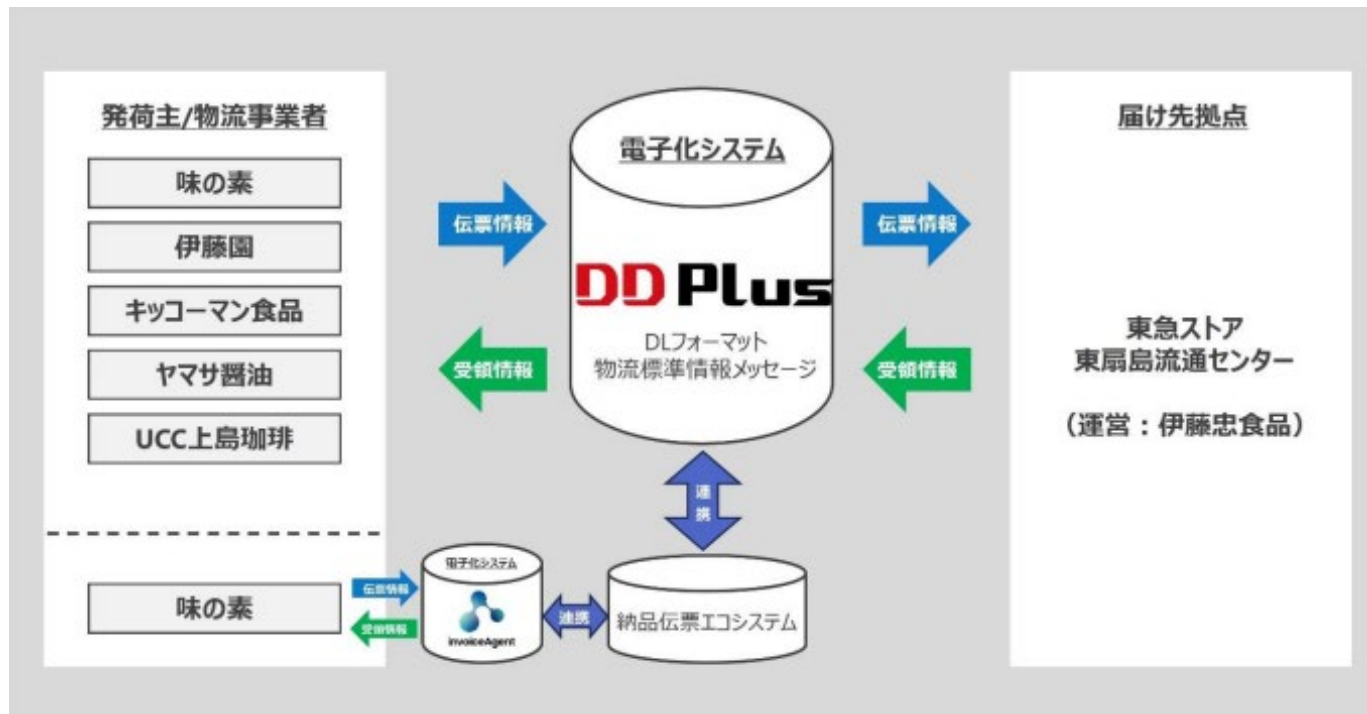 発荷主/物流事業者
味の素
伊藤園
キッコーマン食品
ヤマサ醤油
UCC上島珈琲
伝票情報
受領情報
電子化システム
DD Plus
DLフォーマット
物流標準情報メッセージ
伝票情報
受領情報
届け先拠点
東急ストア
東扇島流通センター
(運営：伊藤忠食品)
連携
味の素
伝票情報
受領情報
電子化システム
invoiceAgent
連携
納品伝票エコシステム